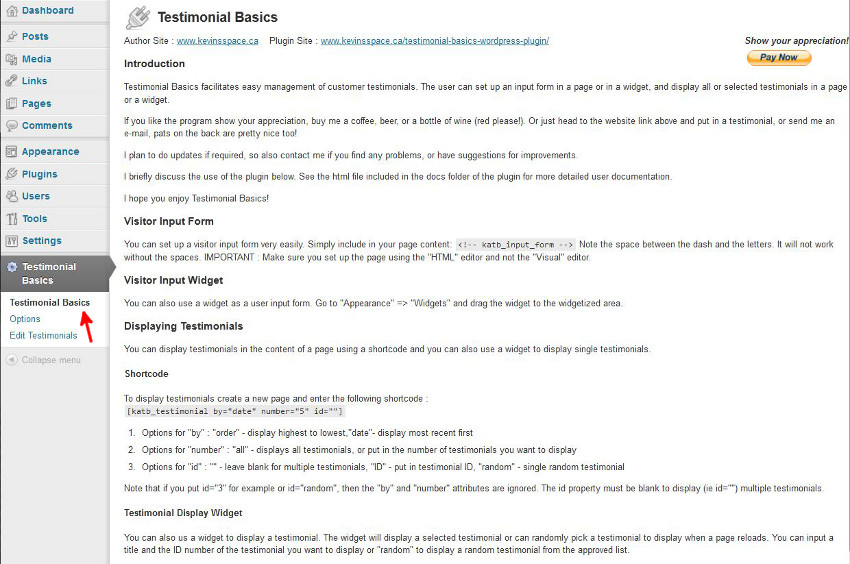 Dashboard
Posts
Media
Links
Pages
Comments
Appearance
Plugins
Users
Tools
Settings
Testimonial
Basics
Testimonial Basics
Options
Edit Testimonials
Collapse menu
Testimonial Basics
Author Site : www.kevinsspace.ca Plugin Site : www.kevinsspace.ca/testimonial-basics-wordpress-plugin/
Show your appreciation!
Pay Now
Introduction
Testimonial Basics facilitates easy management of customer testimonials. The user can set up an input form in a page or in a widget, and display all or selected testimonials in a page
or a widget.
If you like the program show your appreciation, buy me a coffee, beer, or a bottle of wine (red please!). Or just head to the website link above and put in a testimonial, or send me an
e-mail, pats on the back are pretty nice too!
I plan to do updates if required, so also contact me if you find any problems, or have suggestions for improvements.
I briefly discuss the use of the plugin below. See the html file included in the docs folder of the plugin for more detailed user documentation.
I hope you enjoy Testimonial Basics!
Visitor Input Form
You can set up a visitor input form very easily. Simply include in your page content: <!-- katb_input_form --> Note the space between the dash and the letters. It will not work
without the spaces. IMPORTANT : Make sure you set up the page using the "HTML" editor and not the "Visual" editor.
Visitor Input Widget
You can also use a widget as a user input form. Go to "Appearance" => "Widgets" and drag the widget to the widgetized area.
Displaying Testimonials
You can display testimonials in the content of a page using a shortcode and you can also use a widget to display single testimonials.
Shortcode
To display testimonials create a new page and enter the following shortcode :
[katb_testimonial by="date" number="5" id=""]
1. Options for "by" : "order" - display highest to lowest,"date"- display most recent first
2. Options for "number" : "all" - displays all testimonials, or put in the number of testimonials you want to display
3. Options for "id" : "" - leave blank for multiple testimonials, "ID" - put in testimonial ID, "random" - single random testimonial
Note that if you put id="3" for example or id="random", then the "by" and "number" attributes are ignored. The id property must be blank to display (ie id="") multiple testimonials.
Testimonial Display Widget
You can also us a widget to display a testimonial. The widget will display a selected testimonial or can randomly pick a testimonial to display when a page reloads. You can input a
title and the ID number of the testimonial you want to display or "random" to display a random testimonial from the approved list.